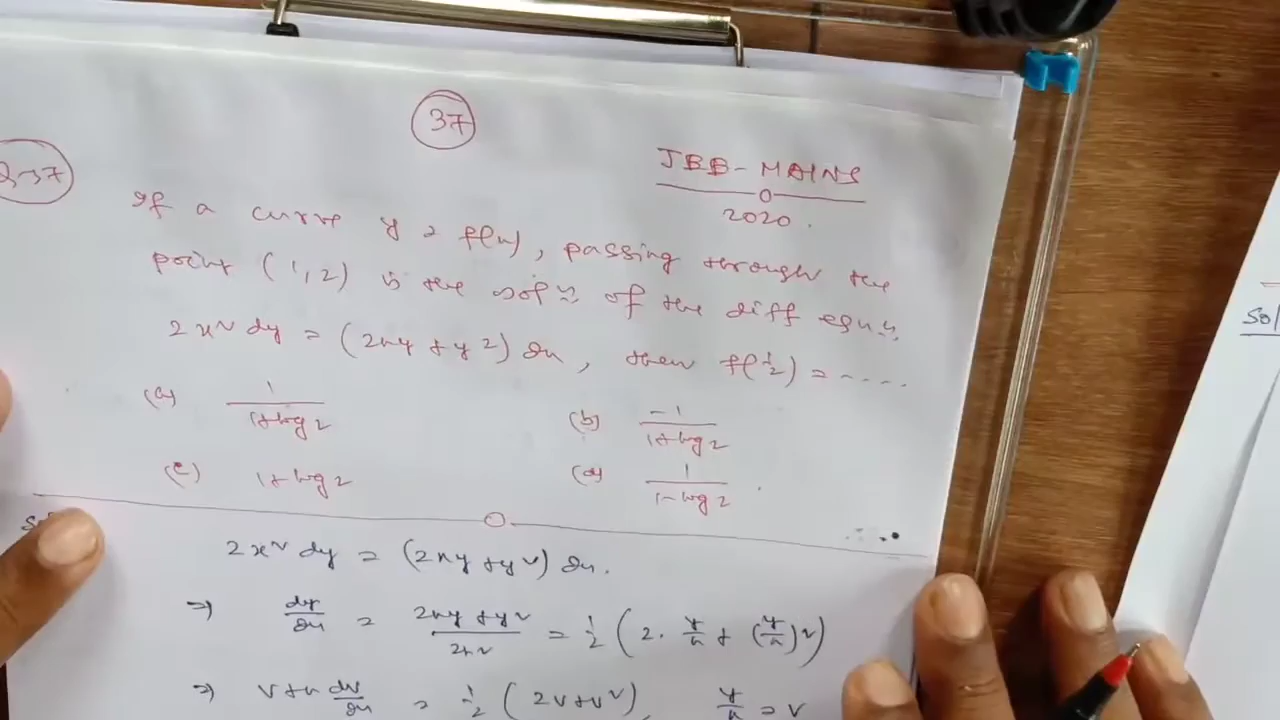 37
JEE-MAINS
2020.
If a curve y = f(x), passing through the
point (1,2) is the solⁿ of the diff equⁿ,
2x² dy = (2xy + y²) dx, then f(1/2) = .....
(a) 1/(1+log 2)
(b) -1/(1+log 2)
(c) 1+log 2
(d) 1/(1-log 2).
2x² dy = (2xy + y²) dx.
⇒ dy/dx = (2xy + y²)/2x² = 1/2 (2. y/x + (y/x)²)
⇒ v + x dv/dx = 1/2 (2v + v²), y/x = v
Sol